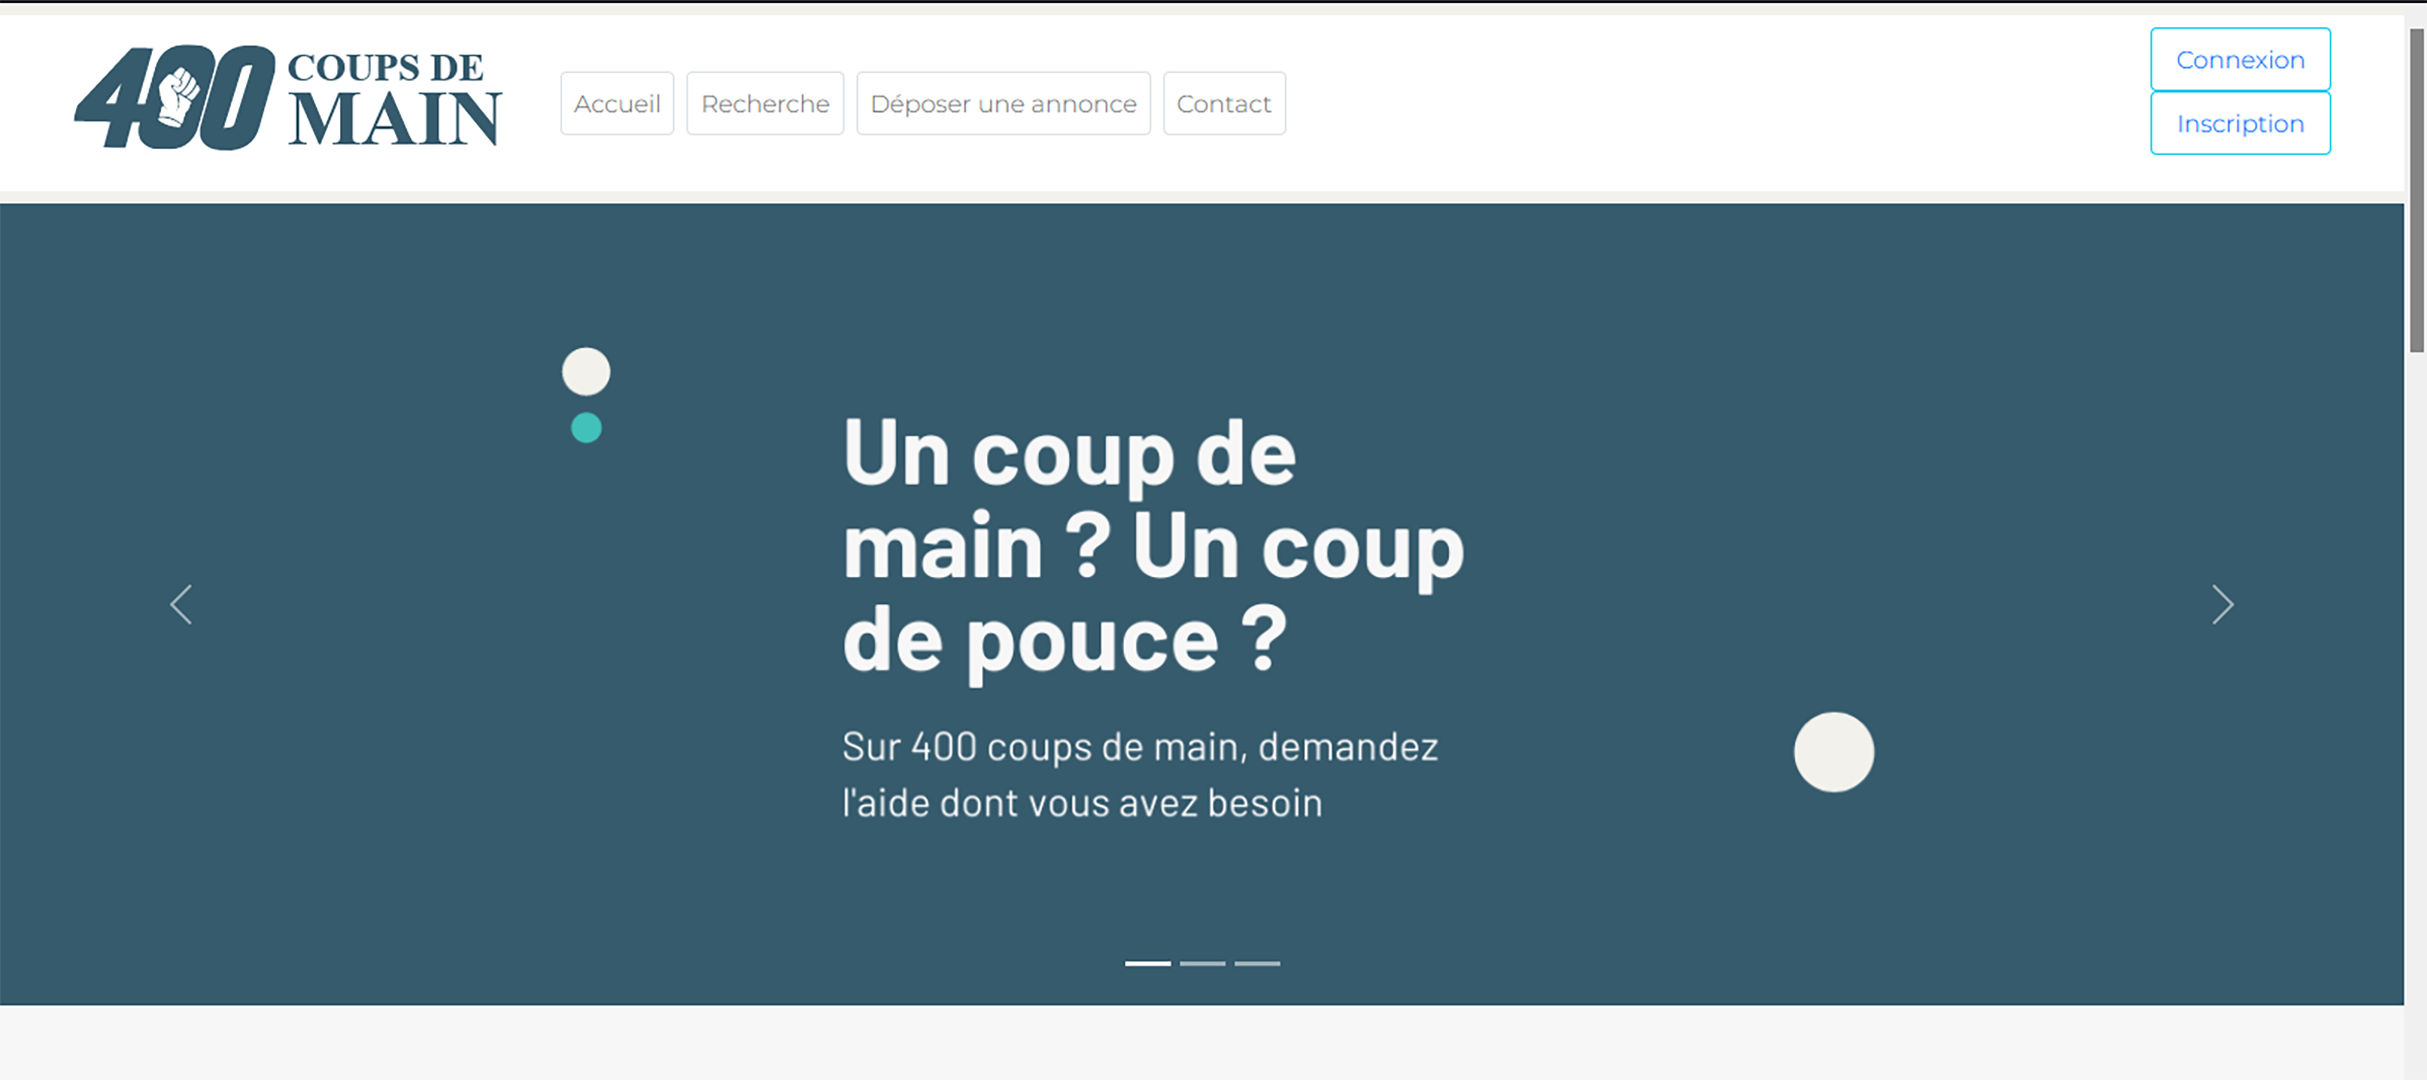 400 COUPS DE
MAIN
Accueil
Recherche
Déposer une annonce
Contact
Connexion
Inscription
Un coup de
main ? Un coup
de pouce ?
Sur 400 coups de main, demandez
l'aide dont vous avez besoin